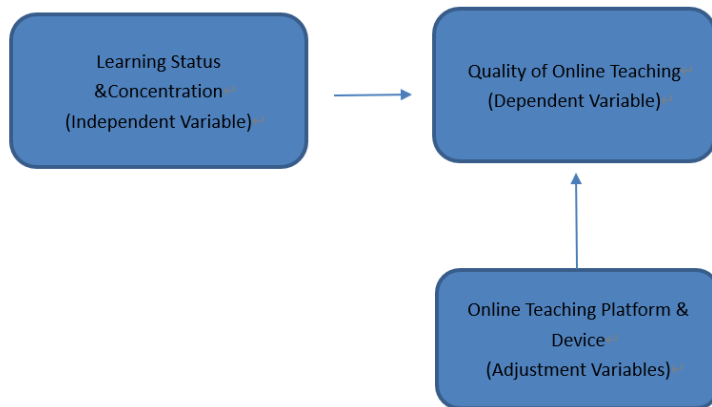 Learning Status
&Concentration
(Independent Variable)
Quality of Online Teaching
(Dependent Variable)
Online Teaching Platform &
Device
(Adjustment Variables)